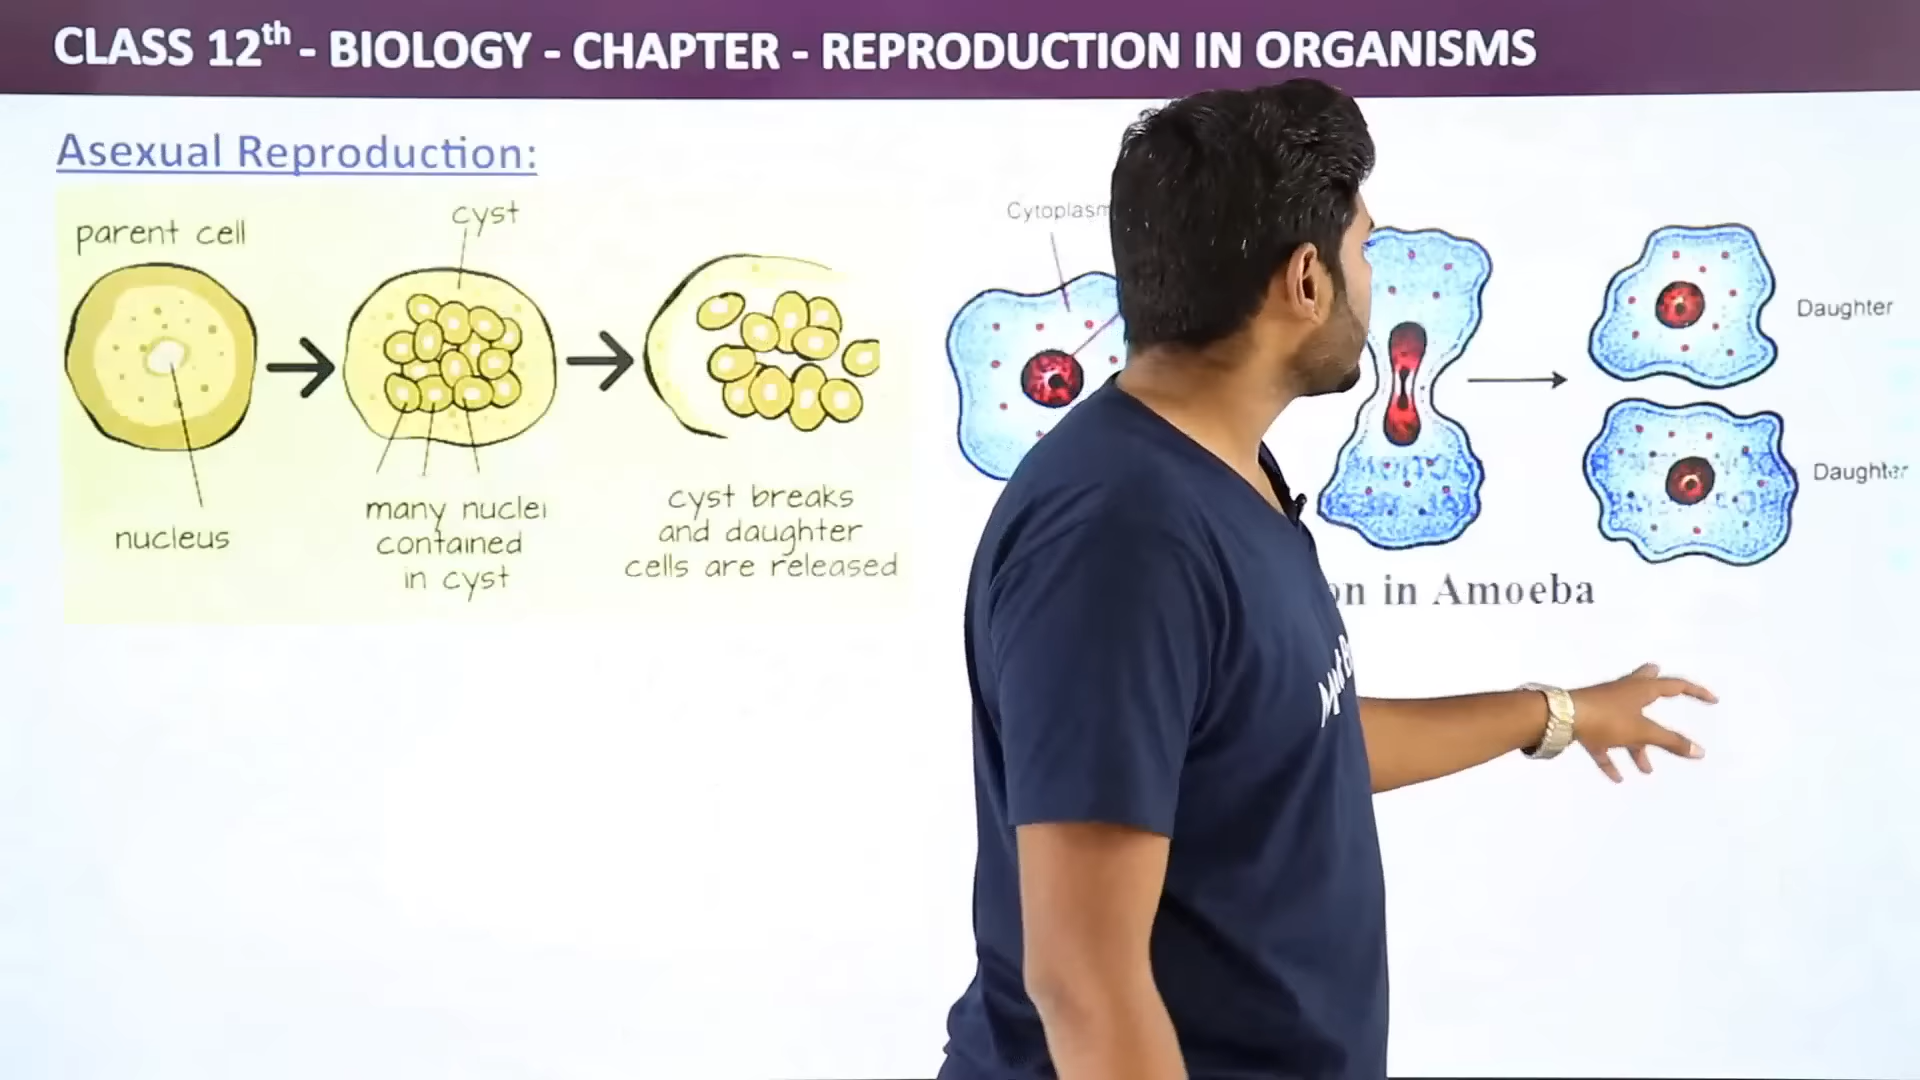 CLASS 12th - BIOLOGY - CHAPTER - REPRODUCTION IN ORGANISMS
Asexual Reproduction:
parent cell
cyst
nucleus
many nuclei
contained
in cyst
cyst breaks
and daughter
cells are released
Cytoplasm
Daughter
Daughter
on in Amoeba